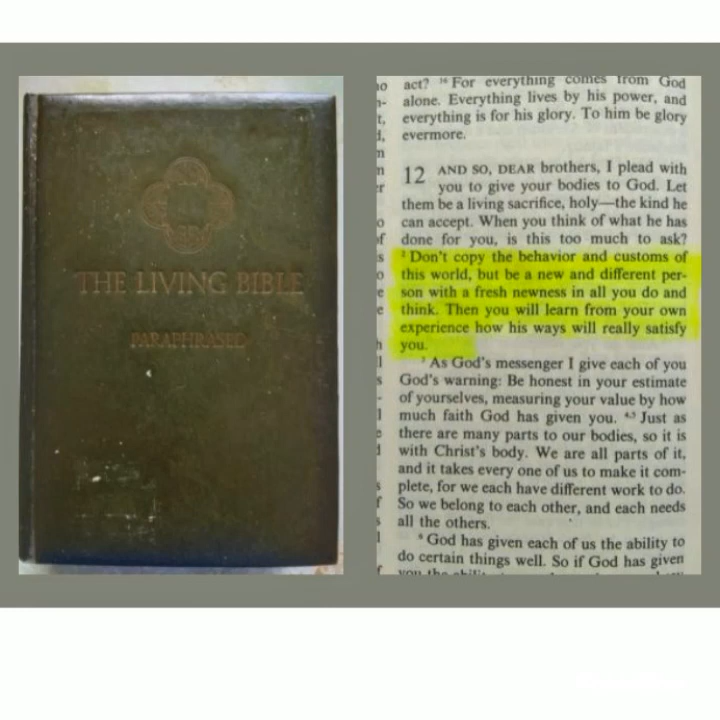 THE LIVING BIBLE
PARAPHRASED
act? ³⁶ For everything comes from God
alone. Everything lives by his power, and
everything is for his glory. To him be glory
evermore.
12 AND SO, DEAR brothers, I plead with
you to give your bodies to God. Let
them be a living sacrifice, holy—the kind he
can accept. When you think of what he has
done for you, is this too much to ask?
² Don't copy the behavior and customs of
this world, but be a new and different per-
son with a fresh newness in all you do and
think. Then you will learn from your own
experience how his ways will really satisfy
you.
³ As God's messenger I give each of you
God's warning: Be honest in your estimate
of yourselves, measuring your value by how
much faith God has given you. ⁴,⁵ Just as
there are many parts to our bodies, so it is
with Christ's body. We are all parts of it,
and it takes every one of us to make it com-
plete, for we each have different work to do.
So we belong to each other, and each needs
all the others.
⁶ God has given each of us the ability to
do certain things well. So if God has given